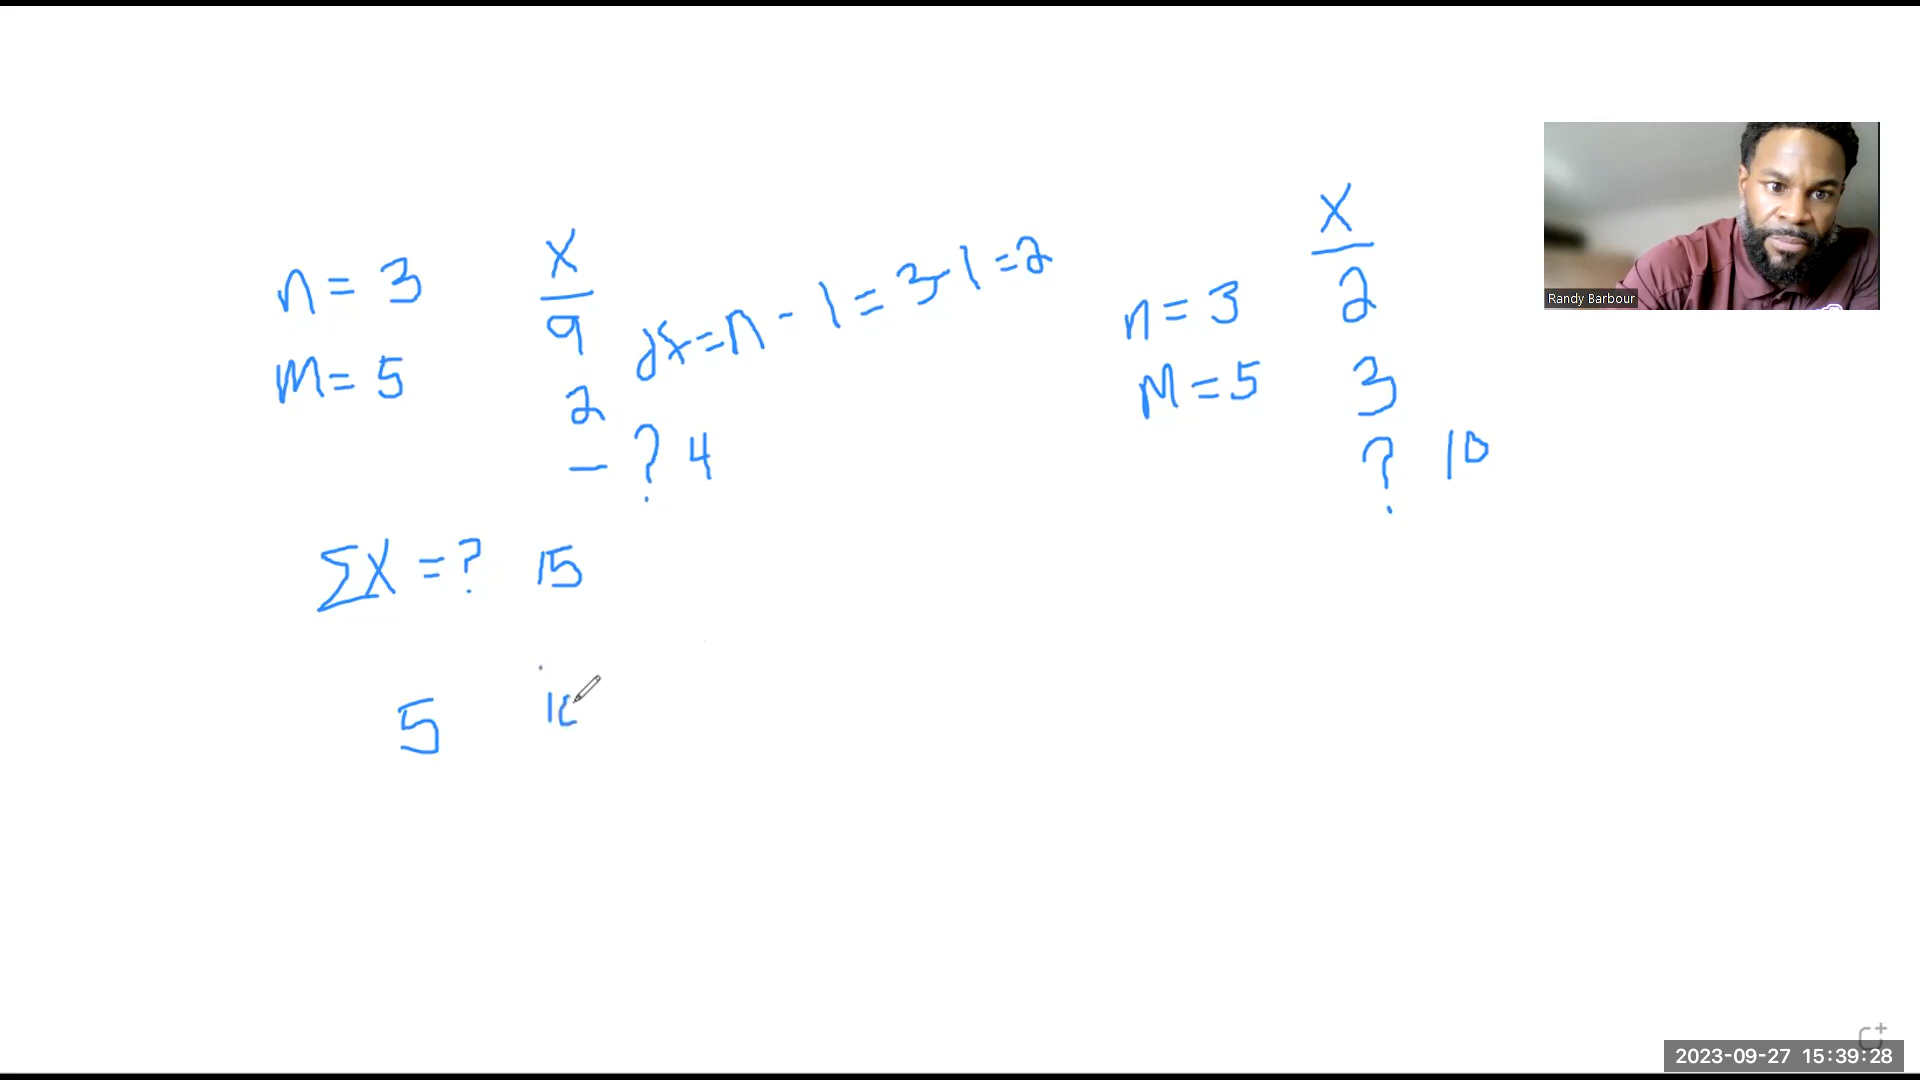 n = 3
M = 5
X
9
2
– ? 4
df = n - 1 = 3 - 1 = 2
ΣX = ? 15
5
n = 3
M = 5
X
2
3
? 10
Randy Barbour
2023-09-27 15:39:28